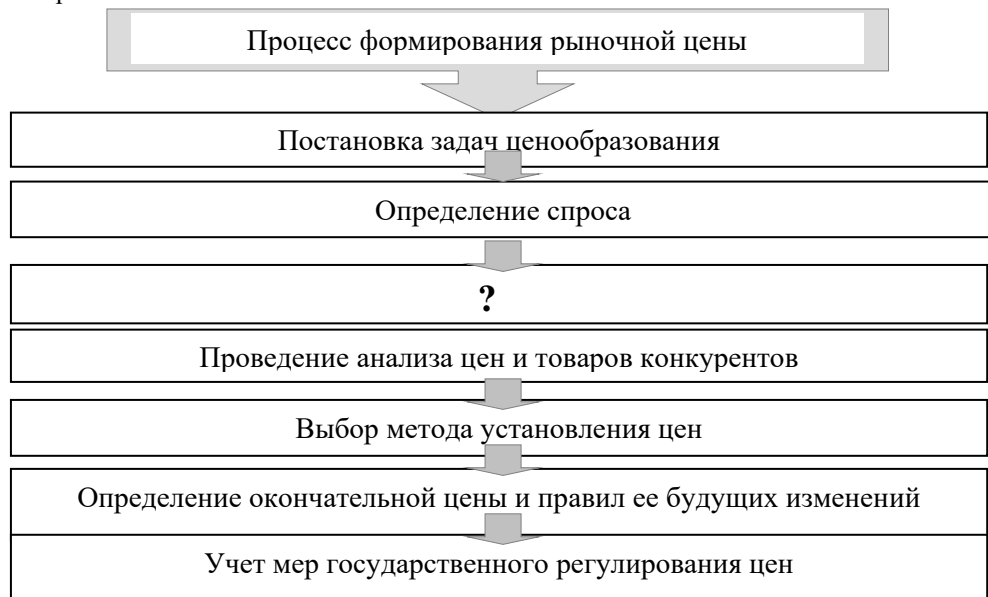 Процесс формирования рыночной цены
Постановка задач ценообразования
Определение спроса
?
Проведение анализа цен и товаров конкурентов
Выбор метода установления цен
Определение окончательной цены и правил ее будущих изменений
Учет мер государственного регулирования цен